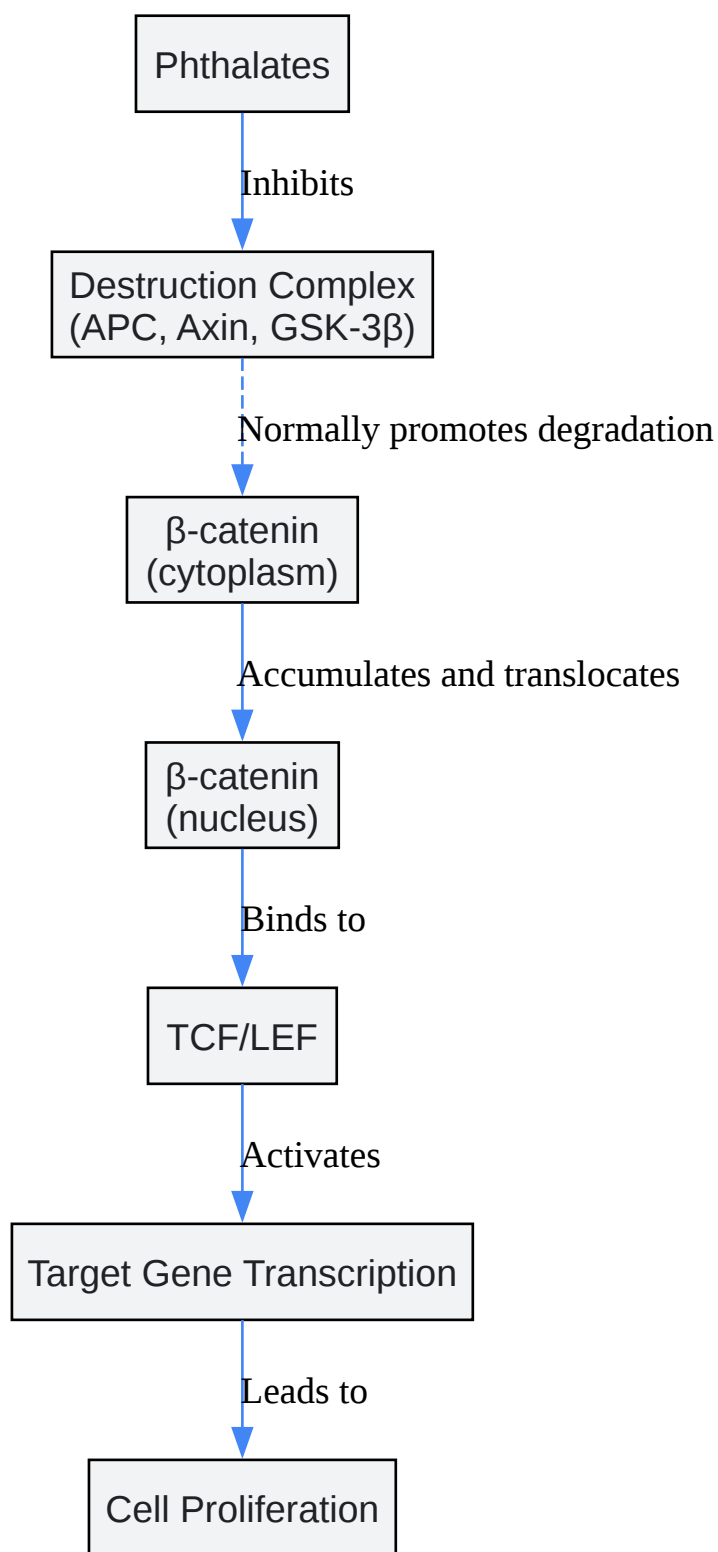 Phthalates
Inhibits
Destruction Complex
(APC, Axin, GSK-3β)
Normally promotes degradation
β-catenin
(cytoplasm)
Accumulates and translocates
β-catenin
(nucleus)
Binds to
TCF/LEF
Activates
Target Gene Transcription
Leads to
Cell Proliferation